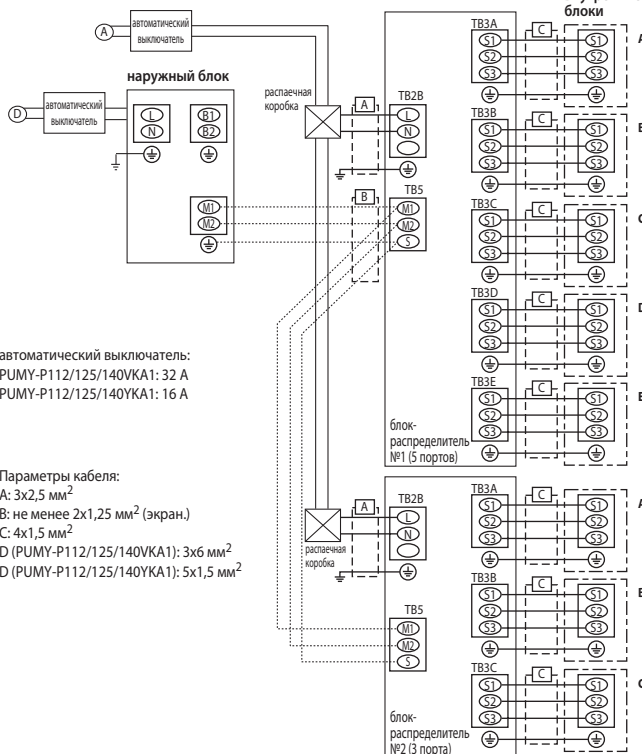 блоки
A
автоматический
выключатель
наружный блок
D
автоматический
выключатель
L
N
B1
B2
M1
M2
распаечная
коробка
A
TB2B
L
N
B
TB5
M1
M2
S
TB3A
C
S1
S2
S3
S1
S2
S3
TB3B
C
S1
S2
S3
S1
S2
S3
TB3C
C
S1
S2
S3
S1
S2
S3
TB3D
C
S1
S2
S3
S1
S2
S3
TB3E
C
S1
S2
S3
S1
S2
S3
блок-
распределитель
№1 (5 портов)
автоматический выключатель:
PUMY-P112/125/140VKA1: 32 А
PUMY-P112/125/140YKA1: 16 А
Параметры кабеля:
A: 3x2,5 мм²
B: не менее 2x1,25 мм² (экран.)
C: 4x1,5 мм²
D (PUMY-P112/125/140VKA1): 3x6 мм²
D (PUMY-P112/125/140YKA1): 5x1,5 мм²
распаечная
коробка
A
TB2B
L
N
TB5
M1
M2
S
TB3A
C
S1
S2
S3
S1
S2
S3
TB3B
C
S1
S2
S3
S1
S2
S3
TB3C
C
S1
S2
S3
S1
S2
S3
блок-
распределитель
№2 (3 порта)